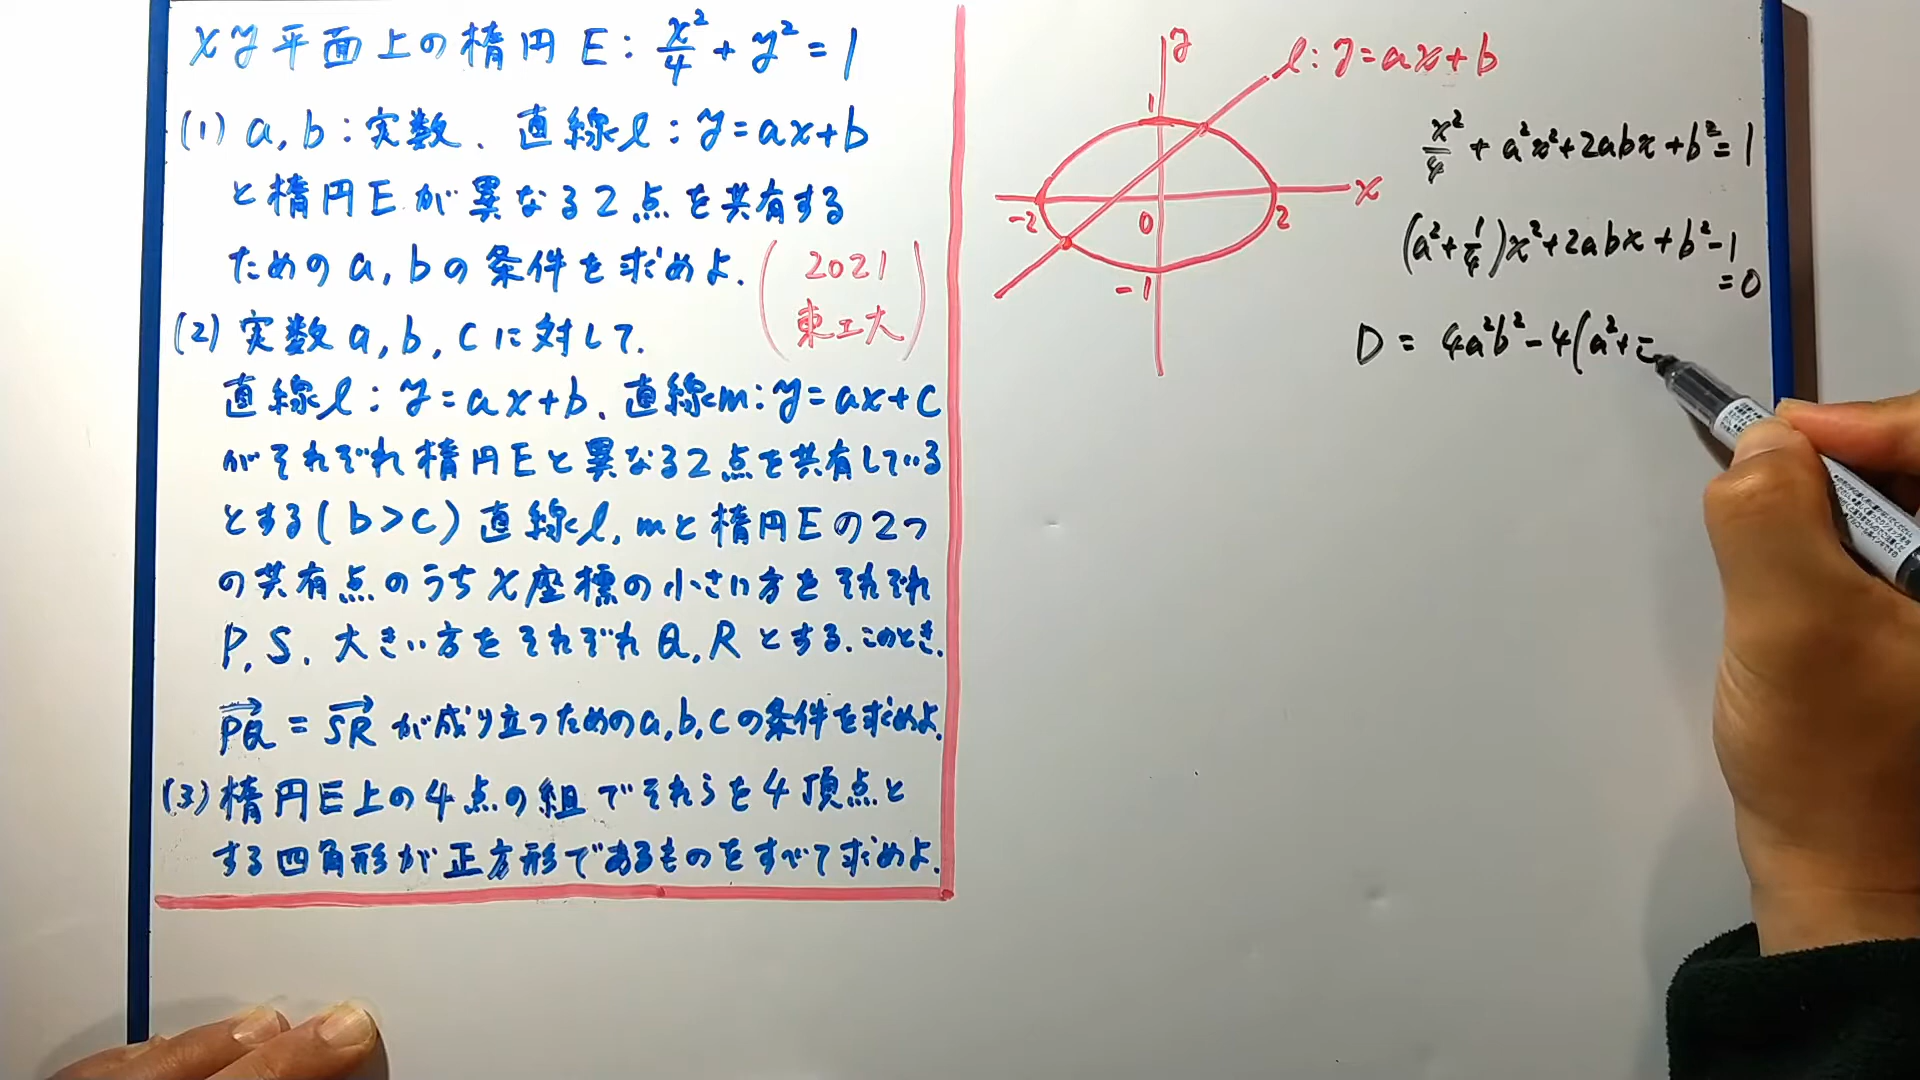 xy平面上の楕円E:x²/4+y²=1
(1) a,b:実数、直線l:y=ax+b
と楕円Eが異なる2点を共有する
ためのa,bの条件を求めよ.
(2021
東工大)
(2) 実数a,b,cに対して.
直線l:y=ax+b、直線m:y=ax+c
がそれぞれ楕円Eと異なる2点を共有している
とする(b>c)直線l,mと楕円Eの2つ
の共有点のうちx座標の小さい方をそれぞれ
P,S、大きい方をそれぞれQ,Rとする.このとき.
→PQ=→SRが成り立つためのa,b,cの条件を求めよ.
(3) 楕円E上の4点の組でそれらを4頂点と
する四角形が正方形であるものをすべて求めよ.
y
l:y=ax+b
1
-2 0 2 x
-1
x²/4+a²x²+2abx+b²=1
(a²+1/4)x²+2abx+b²-1
=0
D=4a²b²-4(a²+